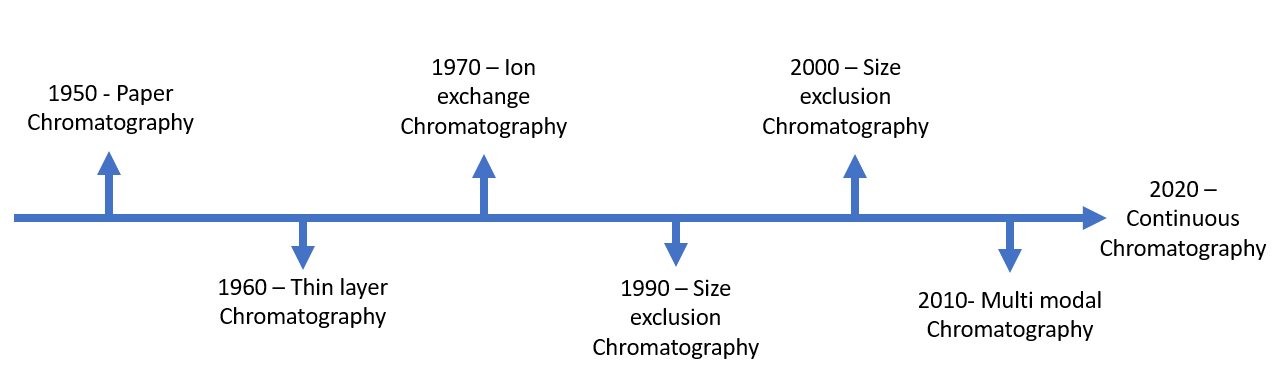 1950 - Paper
Chromatography
1960 – Thin layer
Chromatography
1970 – Ion
exchange
Chromatography
1990 – Size
exclusion
Chromatography
2000 – Size
exclusion
Chromatography
2010- Multi modal
Chromatography
2020 –
Continuous
Chromatography